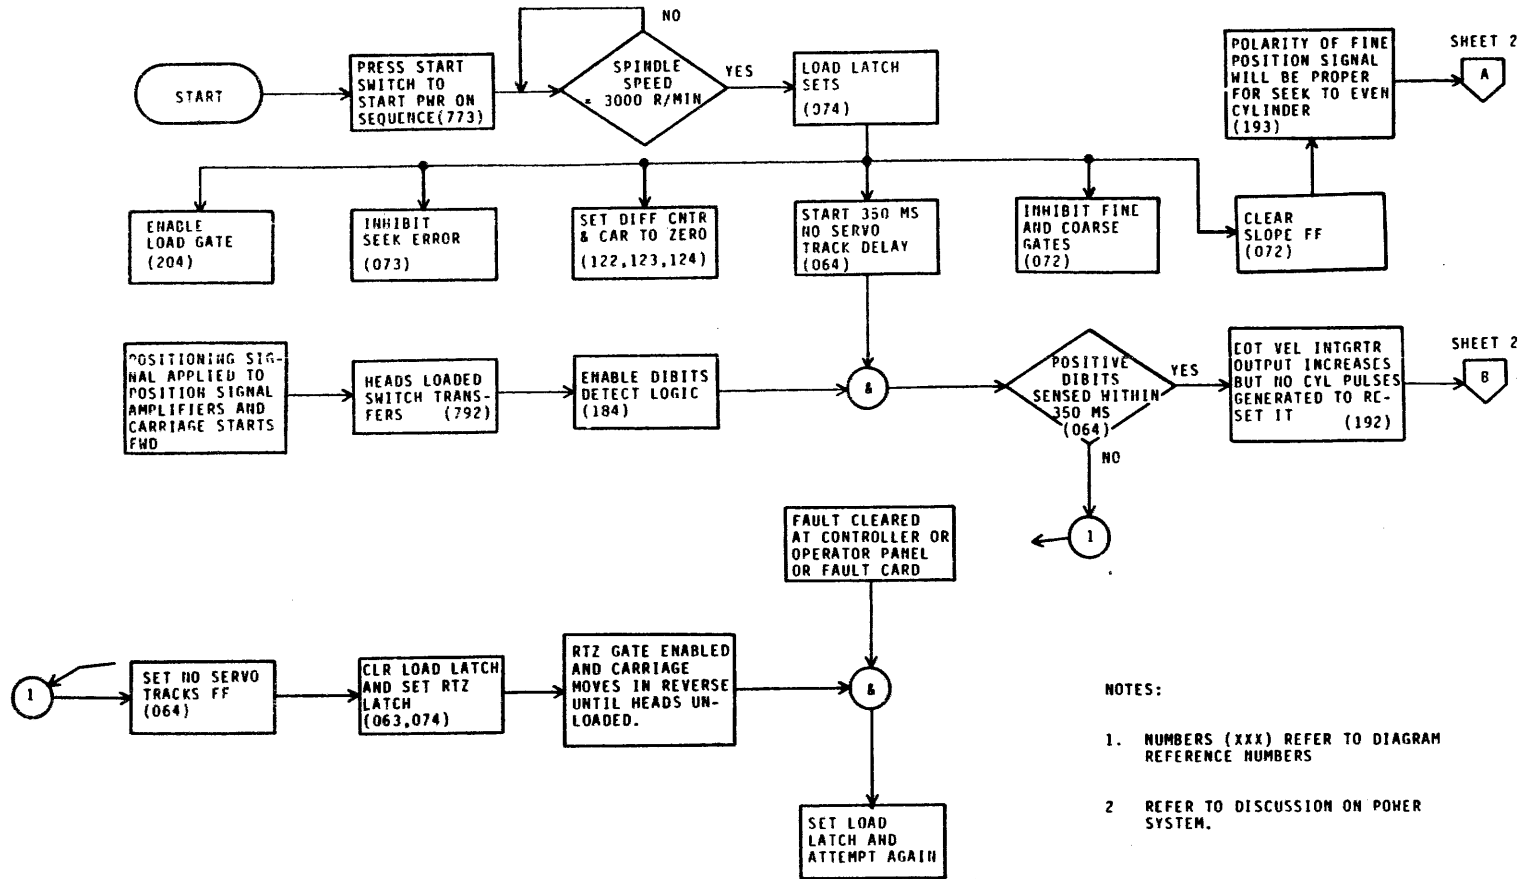 START
PRESS START
SWITCH TO
START PWR ON
SEQUENCE(773)
NO
SPINDLE
SPEED
= 3000 R/MIN
YES
LOAD LATCH
SETS
(074)
POLARITY OF FINE
POSITION SIGNAL
WILL BE PROPER
FOR SEEK TO EVEN
CYLINDER
(193)
SHEET 2
A
ENABLE
LOAD GATE
(204)
INHIBIT
SEEK ERROR
(073)
SET DIFF CNTR
& CAR TO ZERO
(122,123,124)
START 350 MS
NO SERVO
TRACK DELAY
(064)
INHIBIT FINE
AND COARSE
GATES
(072)
CLEAR
SLOPE FF
(072)
POSITIONING SIG-
NAL APPLIED TO
POSITION SIGNAL
AMPLIFIERS AND
CARRIAGE STARTS
FWD
HEADS LOADED
SWITCH TRANS-
FERS (792)
ENABLE DIBITS
DETECT LOGIC
(184)
&
POSITIVE
DIBITS
SENSED WITHIN
350 MS
(064)
YES
NO
1
EOT VEL INTGRTR
OUTPUT INCREASES
BUT NO CYL PULSES
GENERATED TO RE-
SET IT (192)
SHEET 2
B
FAULT CLEARED
AT CONTROLLER OR
OPERATOR PANEL
OR FAULT CARD
1
SET NO SERVO
TRACKS FF
(064)
CLR LOAD LATCH
AND SET RTZ
LATCH
(063,074)
RTZ GATE ENABLED
AND CARRIAGE
MOVES IN REVERSE
UNTIL HEADS UN-
LOADED.
&
SET LOAD
LATCH AND
ATTEMPT AGAIN
NOTES:
1. NUMBERS (XXX) REFER TO DIAGRAM
REFERENCE NUMBERS
2 REFER TO DISCUSSION ON POWER
SYSTEM.